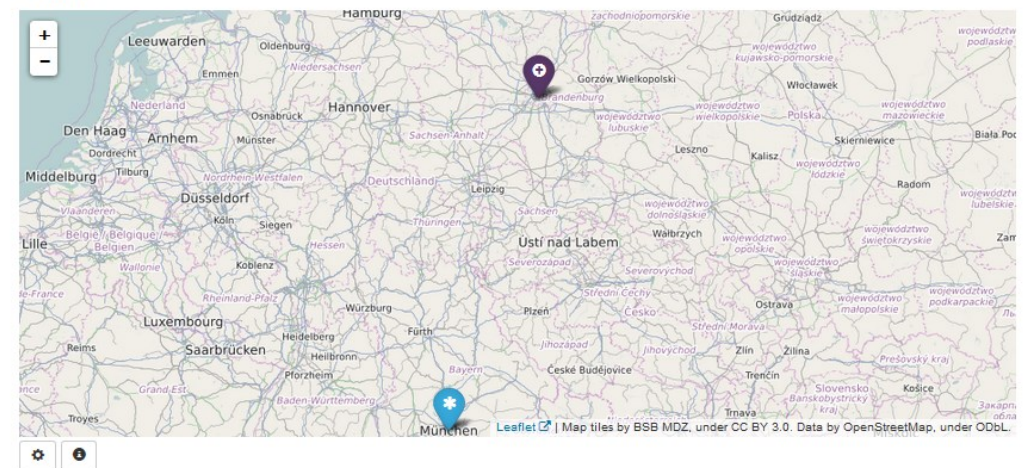 Hamburg
zachodniopomorskie
Grudziądz
+
Leeuwarden
Oldenburg
województwo
podlaskie
województwo
kujawsko-pomorskie
−
Emmen
Niedersachsen
Gorzów Wielkopolski
Włocławek
Hannover
Brandenburg
Nederland
Osnabrück
województwo
lubuskie
województwo
wielkopolskie
Polska
województwo
mazowieckie
Den Haag
Arnhem
Münster
Sachsen-Anhalt
Skierniewice
Biała Poc
Dordrecht
Leszno
Kalisz
województwo
łódzkie
Middelburg
Tilburg
Nordrhein-Westfalen
Deutschland
Leipzig
Radom
Düsseldorf
województwo
lubelskie
Vlaanderen
Köln
Siegen
Thüringen
Sachsen
województwo
dolnośląskie
België / Belgique /
Belgien
Lille
Hessen
Ústí nad Labem
Wałbrzych
województwo
opolskie
województwo
świętokrzyskie
Zam
Wallonie
Koblenz
Severozápad
Severovýchod
województwo
śląskie
de-France
Rheinland-Pfalz
Střední Čechy
Ostrava
województwo
małopolskie
województwo
podkarpackie
Luxembourg
Würzburg
Plzeň
Česko
Fürth
Střední Morava
Reims
Saarbrücken
Heidelberg
Heilbronn
Jihozápad
Jihovýchod
Zlín
Žilina
Prešovský kraj
Pforzheim
Bayern
České Budějovice
Trenčín
Grand-Est
Slovensko
Košice
Baden-Württemberg
Banskobystrický
kraj
Troyes
Trnava
München
Leaflet | Map tiles by BSB MDZ, under CC BY 3.0. Data by OpenStreetMap, under ODbL.